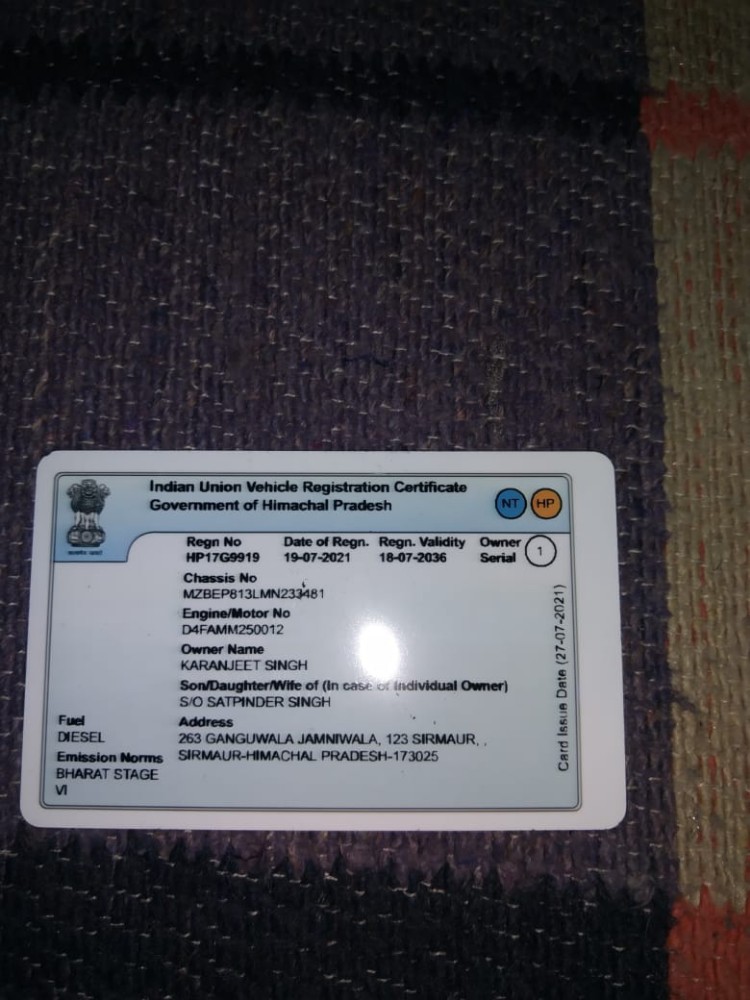 Indian Union Vehicle Registration Certificate
Government of Himachal Pradesh
NT HP
Regn No Date of Regn. Regn. Validity Owner Serial 1
HP17G9919 19-07-2021 18-07-2036
Chassis No
MZBEP813LMN233481
Engine/Motor No
D4FAMM250012
Owner Name
KARANJEET SINGH
Son/Daughter/Wife of (In case of Individual Owner)
S/O SATPINDER SINGH
Address
263 GANGUWALA JAMNIWALA, 123 SIRMAUR, ,
SIRMAUR-HIMACHAL PRADESH-173025
Fuel
DIESEL
Emission Norms
BHARAT STAGE
VI
Card Issue Date (27-07-2021)
सत्यमेव जयते